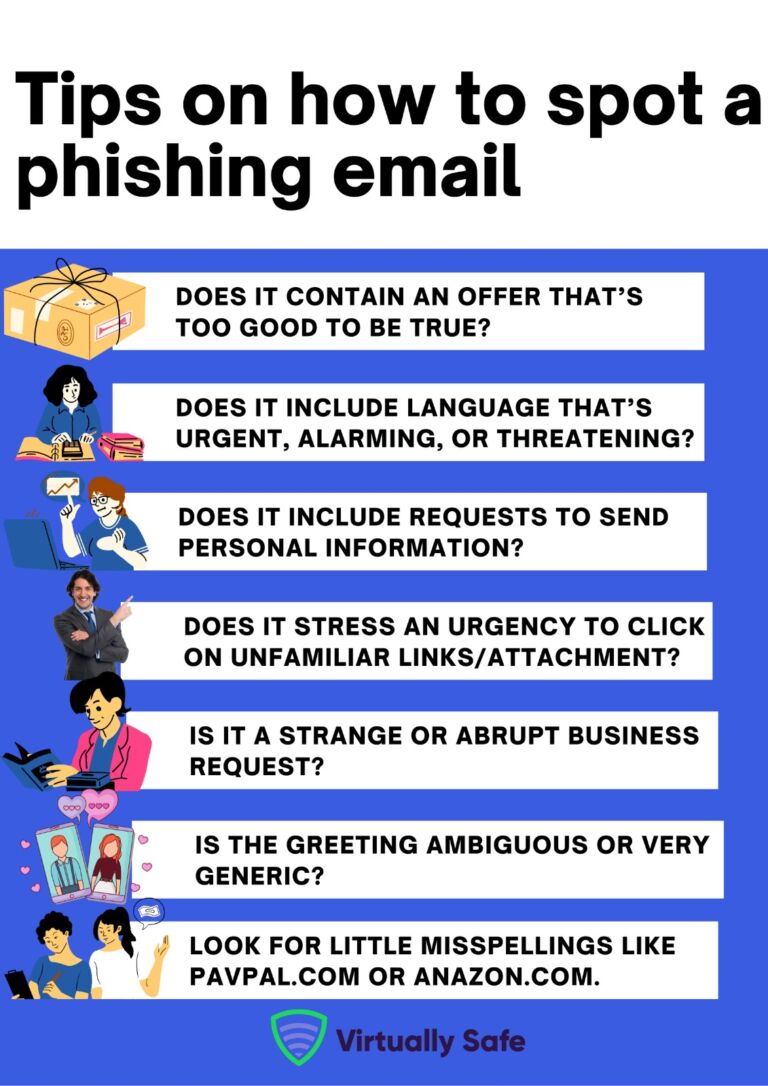 Tips on how to spot a
phishing email
DOES IT CONTAIN AN OFFER THAT'S
TOO GOOD TO BE TRUE?
DOES IT INCLUDE LANGUAGE THAT'S
URGENT, ALARMING, OR THREATENING?
DOES IT INCLUDE REQUESTS TO SEND
PERSONAL INFORMATION?
DOES IT STRESS AN URGENCY TO CLICK
ON UNFAMILIAR LINKS/ATTACHMENT?
IS IT A STRANGE OR ABRUPT BUSINESS
REQUEST?
IS THE GREETING AMBIGUOUS OR VERY
GENERIC?
LOOK FOR LITTLE MISSPELLINGS LIKE
PAVPAL.COM OR ANAZON.COM.
Virtually Safe